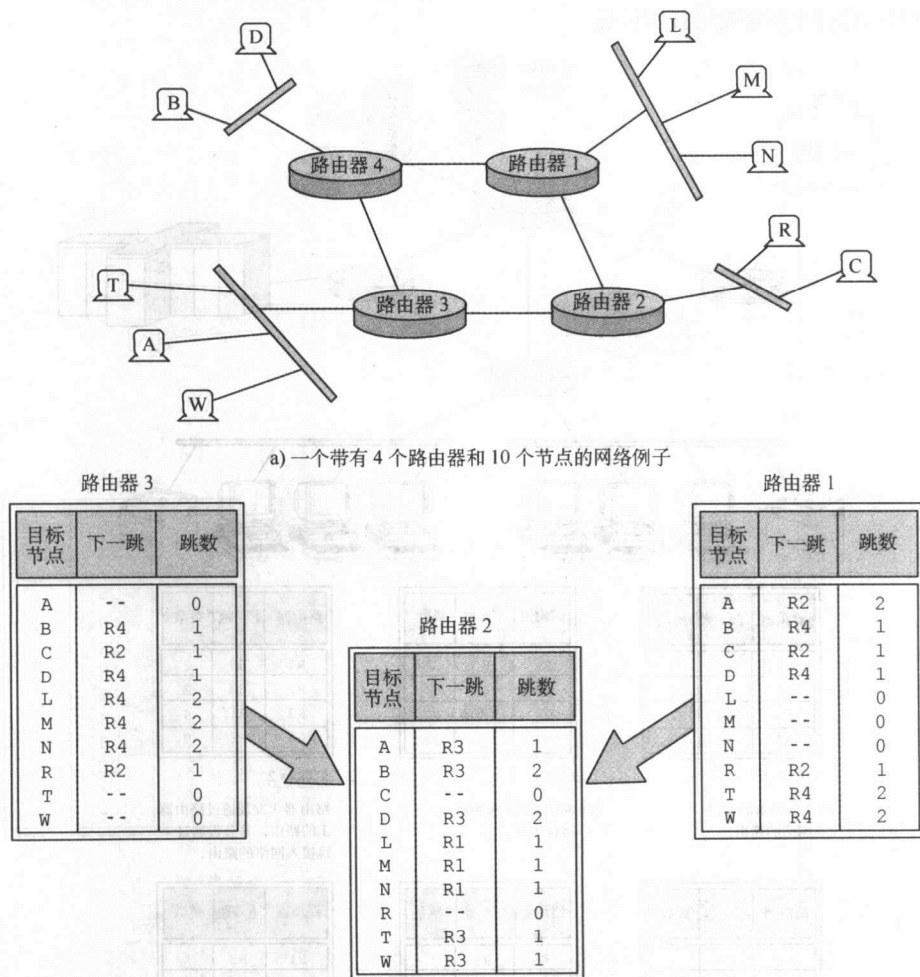 D
L
B
M
N
路由器 4
路由器 1
R
C
T
路由器 3
路由器 2
A
W
a) 一个带有 4 个路由器和 10 个节点的网络例子
路由器 3
目标节点 下一跳 跳数
A -- 0
B R4 1
C R2 1
D R4 1
L R4 2
M R4 2
N R4 2
R R2 1
T -- 0
W -- 0
路由器 2
目标节点 下一跳 跳数
A R3 1
B R3 2
C -- 0
D R3 2
L R1 1
M R1 1
N R1 1
R -- 0
T R3 1
W R3 1
路由器 1
目标节点 下一跳 跳数
A R2 2
B R4 1
C R2 1
D R4 1
L -- 0
M -- 0
N -- 0
R R2 1
T R4 2
W R4 2